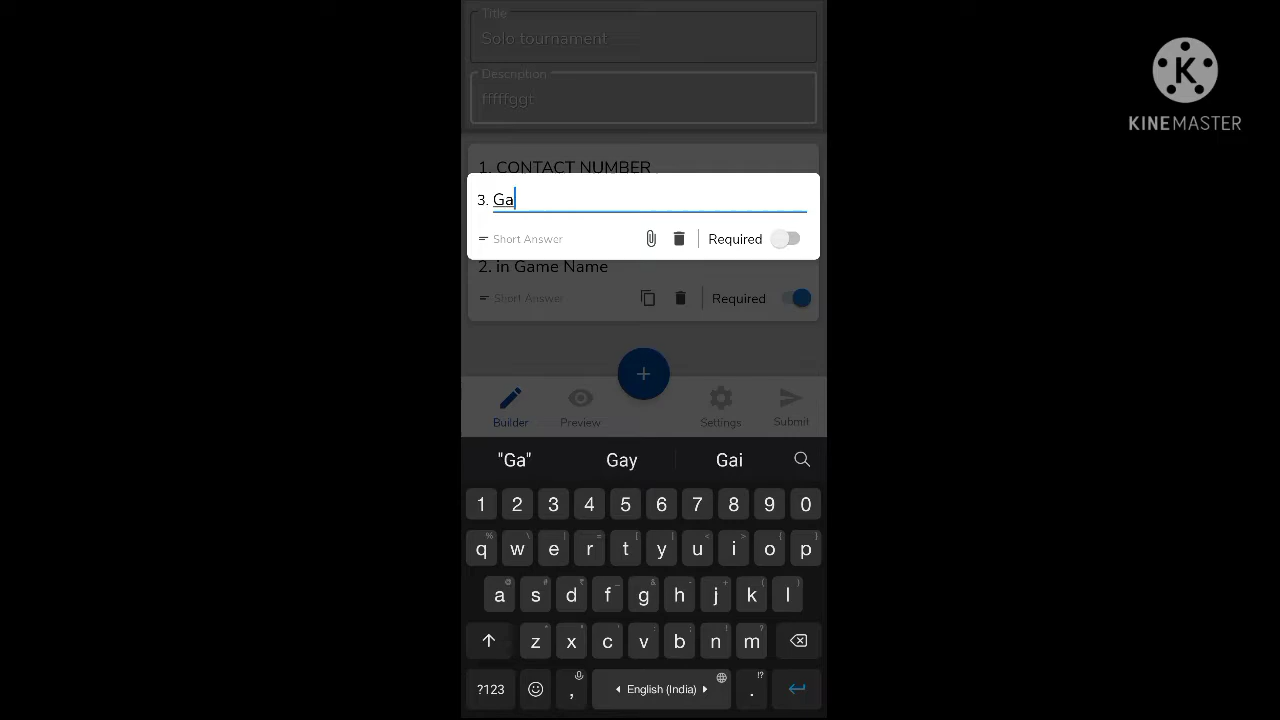 Title
Solo tournament
Description
fffffggt
1. CONTACT NUMBER
3. Ga
Short Answer
Required
2. in Game Name
Short Answer
Required
+
Builder
Preview
Settings
Submit
"Ga" Gay Gai
1 2 3 4 5 6 7 8 9 0
% \ | = [ ] < > { }
q w e r t y u i o p
@ # ₹ _ & - + ( )
a s d f g h j k l
* " ' : ; ! ?
z x c v b n m
!?
?123 , English (India) .
K
KINEMASTER